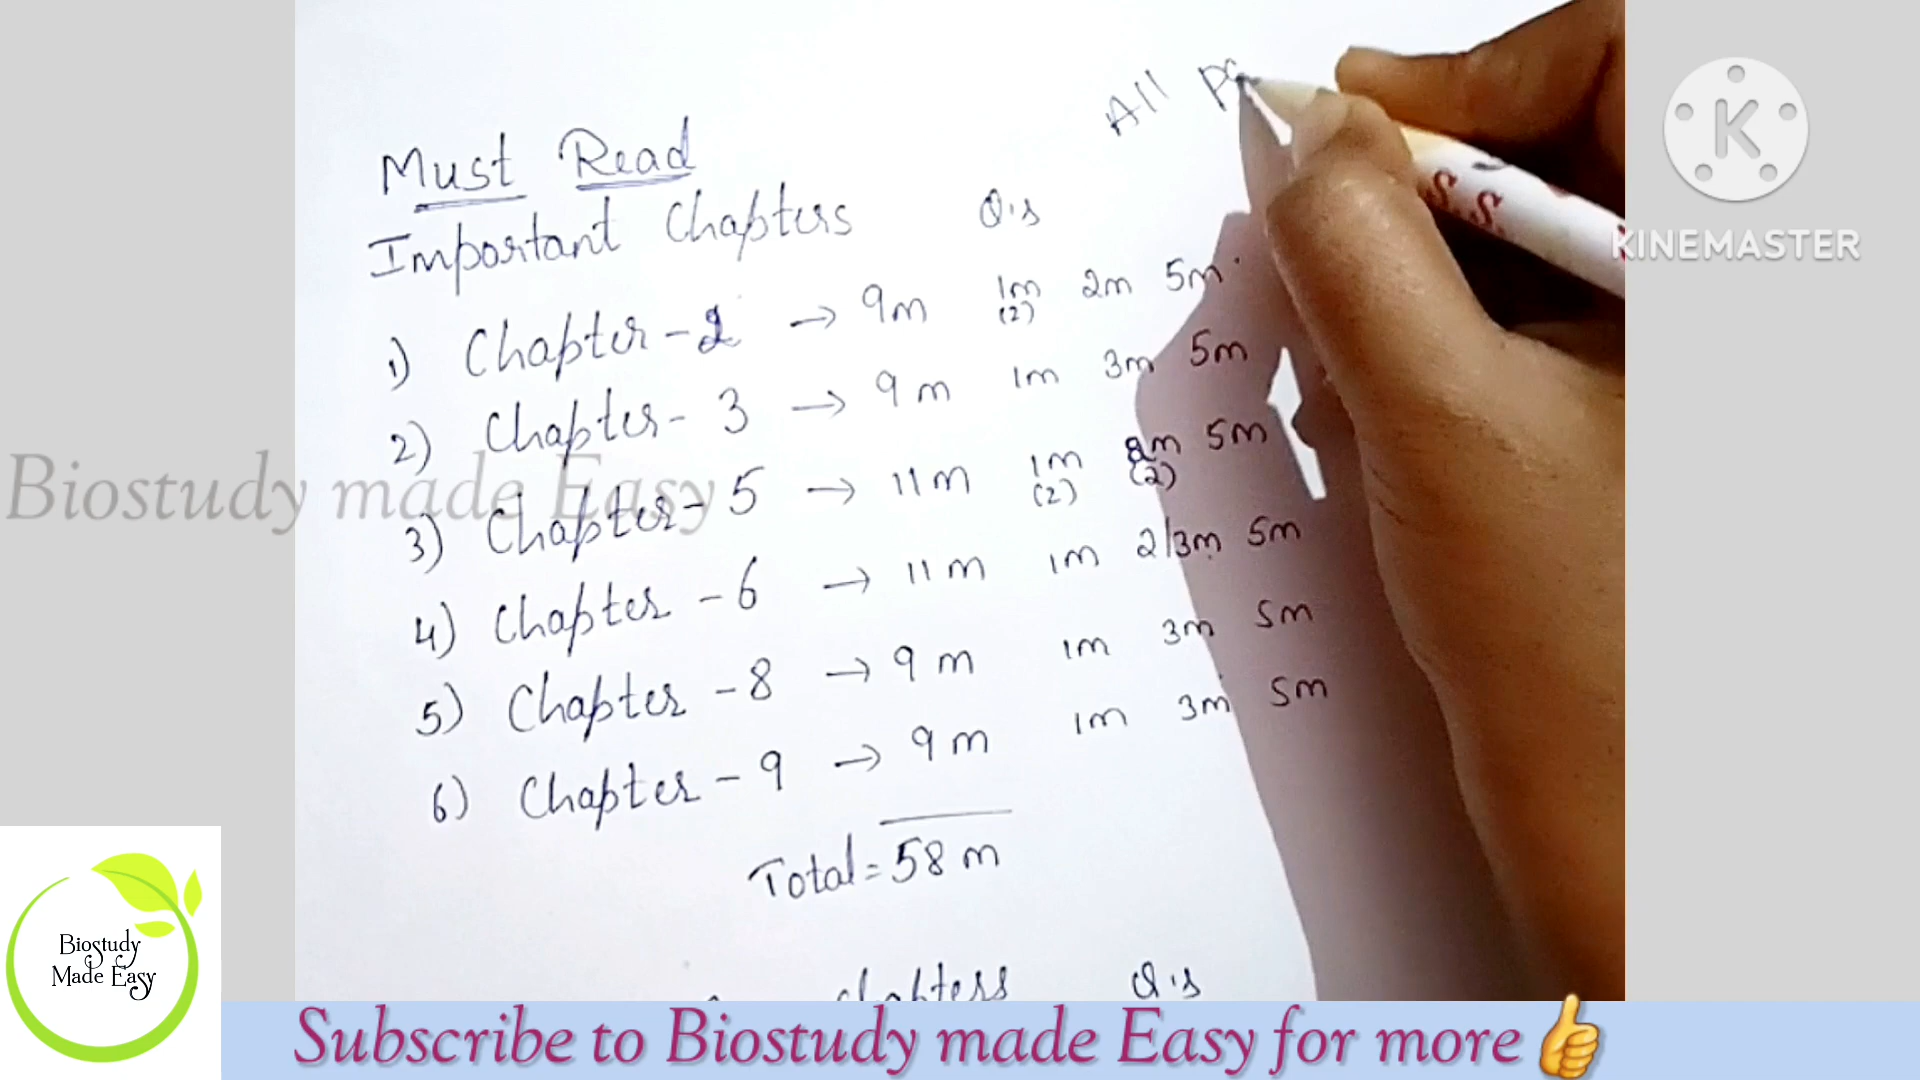 All
Must Read
Important Chapters Q's
1) Chapter - 2 → 9m 1m (2) 2m 5m
2) Chapter - 3 → 9m 1m 3m 5m
3) Chapter - 5 → 11m 1m (2) 2m (2) 5m
4) Chapter - 6 → 11m 1m 2/3m 5m
5) Chapter - 8 → 9m 1m 3m 5m
6) Chapter - 9 → 9m 1m 3m 5m
Total = 58m
chapters Q's
K
KINEMASTER
Biostudy made Easy
Biostudy
Made Easy
Subscribe to Biostudy made Easy for more